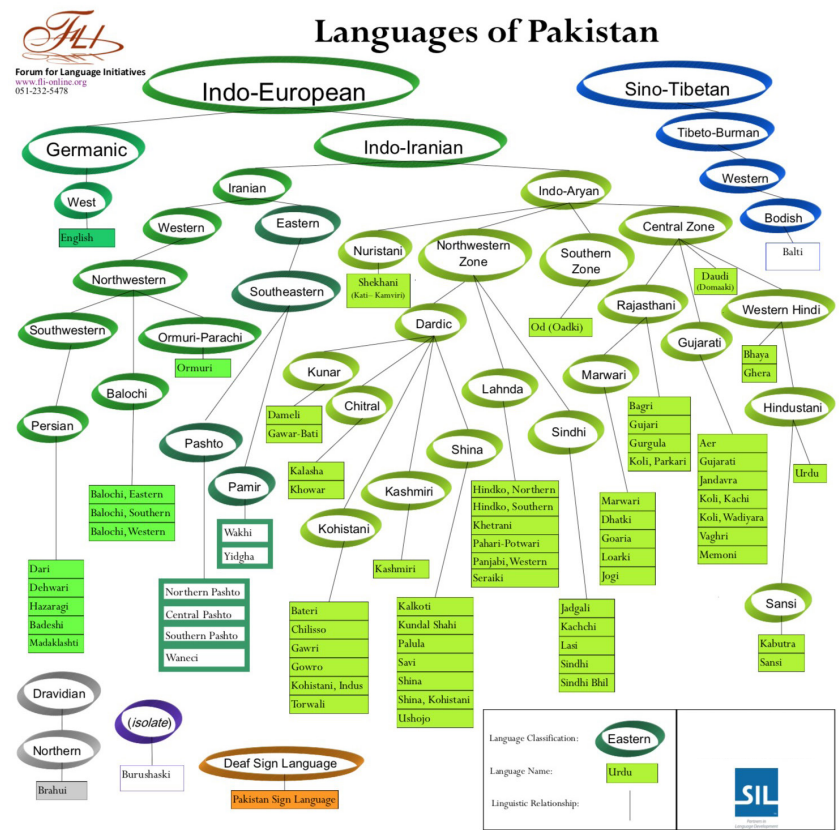 Languages of Pakistan
FLI
Forum for Language Initiatives
www.fli-online.org
051-232-5478
Indo-European
Sino-Tibetan
Germanic
Indo-Iranian
Tibeto-Burman
West
Iranian
Indo-Aryan
Western
English
Western
Eastern
Nuristani
Northwestern
Zone
Southern
Zone
Central Zone
Bodish
Balti
Shekhani
(Kati-Kamviri)
Daudi
(Domaaki)
Northwestern
Southeastern
Rajasthani
Western Hindi
Southwestern
Ormuri-Parachi
Dardic
Od (Oadki)
Gujarati
Ormuri
Bhaya
Ghera
Kunar
Marwari
Balochi
Chitral
Lahnda
Hindustani
Persian
Dameli
Gawar-Bati
Bagri
Gujari
Gurgula
Koli, Parkari
Pashto
Shina
Sindhi
Aer
Gujarati
Jandavra
Koli, Kachi
Koli, Wadiyara
Vaghri
Memoni
Urdu
Kalasha
Khowar
Balochi, Eastern
Balochi, Southern
Balochi, Western
Pamir
Kashmiri
Hindko, Northern
Hindko, Southern
Khetrani
Pahari-Potwari
Panjabi, Western
Seraiki
Marwari
Dhatki
Goaria
Loarki
Jogi
Wakhi
Yidgha
Kohistani
Kashmiri
Dari
Dehwari
Hazaragi
Badeshi
Madaklashti
Northern Pashto
Central Pashto
Southern Pashto
Waneci
Bateri
Chilisso
Gawri
Gowro
Kohistani, Indus
Torwali
Kalkoti
Kundal Shahi
Palula
Savi
Shina
Shina, Kohistani
Ushojo
Jadgali
Kachchi
Lasi
Sindhi
Sindhi Bhil
Sansi
Kabutra
Sansi
Dravidian
(isolate)
Northern
Brahui
Burushaski
Deaf Sign Language
Pakistan Sign Language
Language Classification:
Eastern
Language Name:
Urdu
Linguistic Relationship:
SIL
Partners in
Language Development